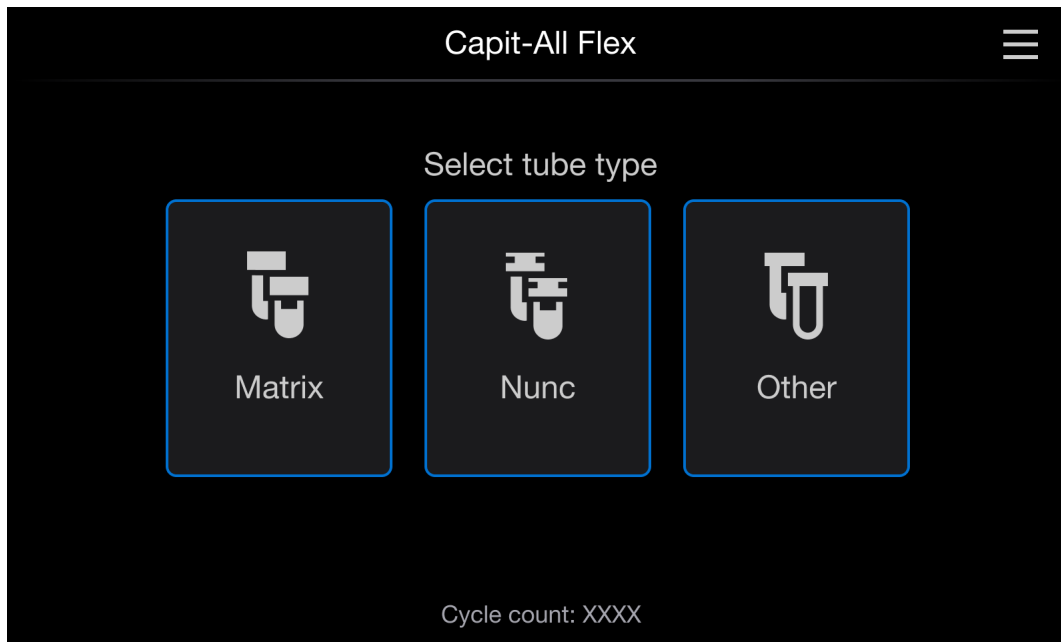 Capit-All Flex
Select tube type
Matrix
Nunc
Other
Cycle count: XXXX